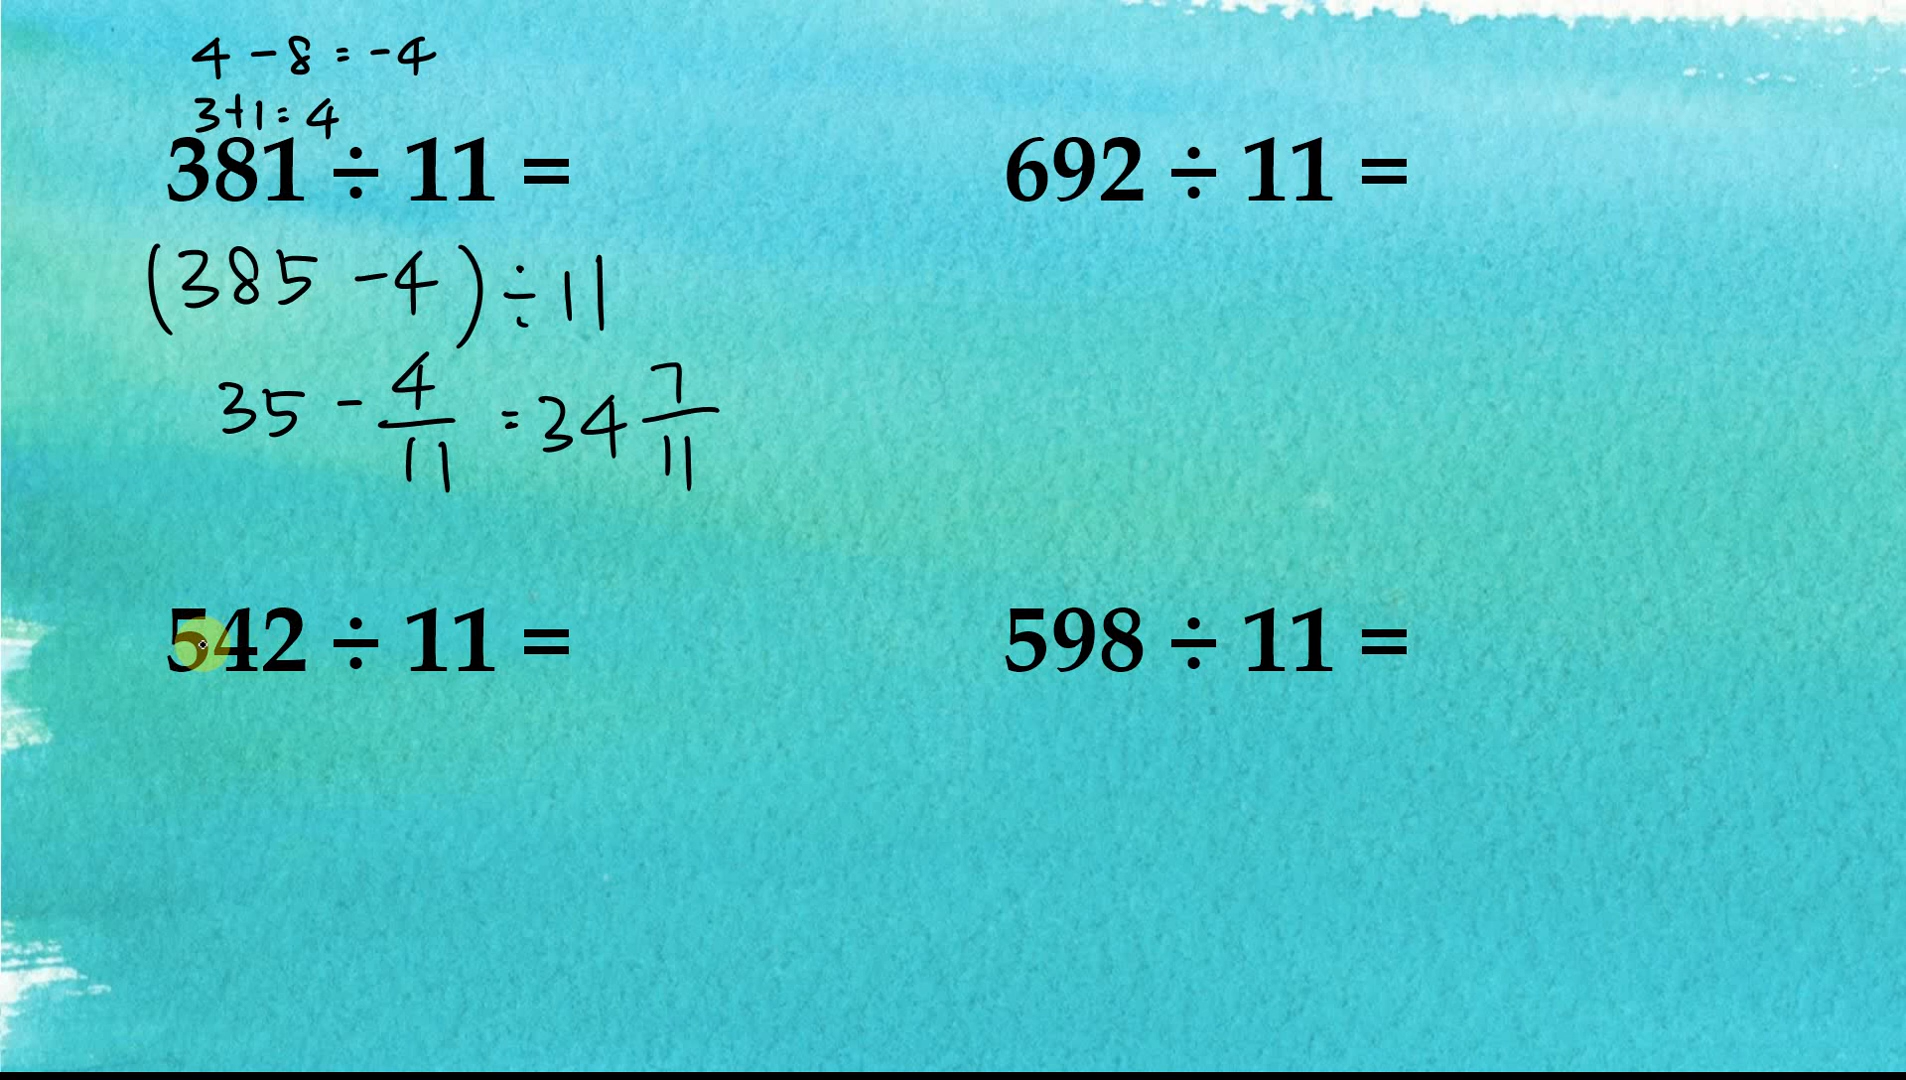 4 - 8 = -4
3+1=4
381 ÷ 11 =
(385 - 4) ÷ 11
35 - 4/11 = 34 7/11
692 ÷ 11 =
542 ÷ 11 =
598 ÷ 11 =